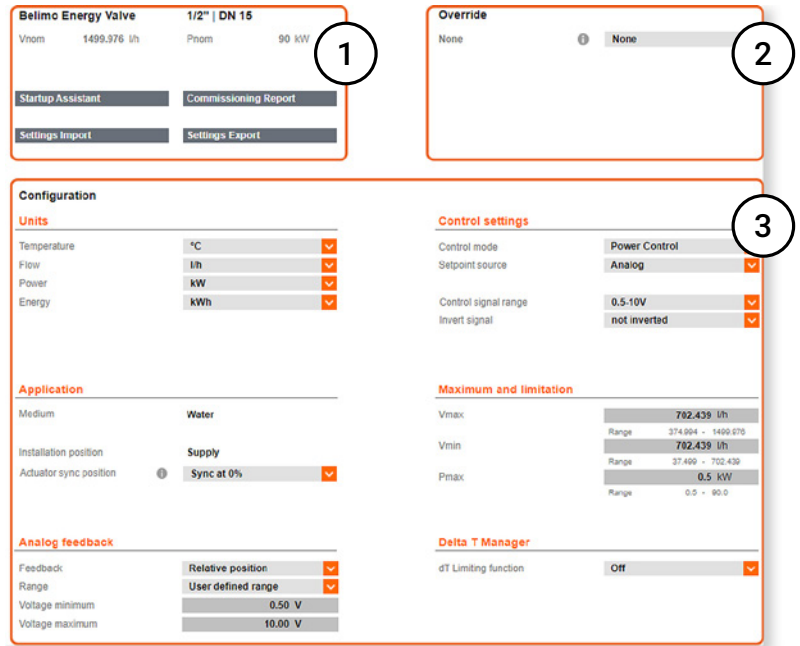 Belimo Energy Valve 1/2" | DN 15
Vnom 1499.976 l/h Pnom 90 kW
1
Startup Assistant Commissioning Report
Settings Import Settings Export
Override
None None
2
Configuration
3
Units
Temperature °C
Flow l/h
Power kW
Energy kWh
Control settings
Control mode Power Control
Setpoint source Analog
Control signal range 0.5-10V
Invert signal not inverted
Application
Medium Water
Installation position Supply
Actuator sync position Sync at 0%
Maximum and limitation
Vmax 702.439 l/h
Range 374.994 - 1499.976
Vmin 702.439 l/h
Range 37.499 - 702.439
Pmax 0.5 kW
Range 0.5 - 90.0
Analog feedback
Feedback Relative position
Range User defined range
Voltage minimum 0.50 V
Voltage maximum 10.00 V
Delta T Manager
dT Limiting function Off